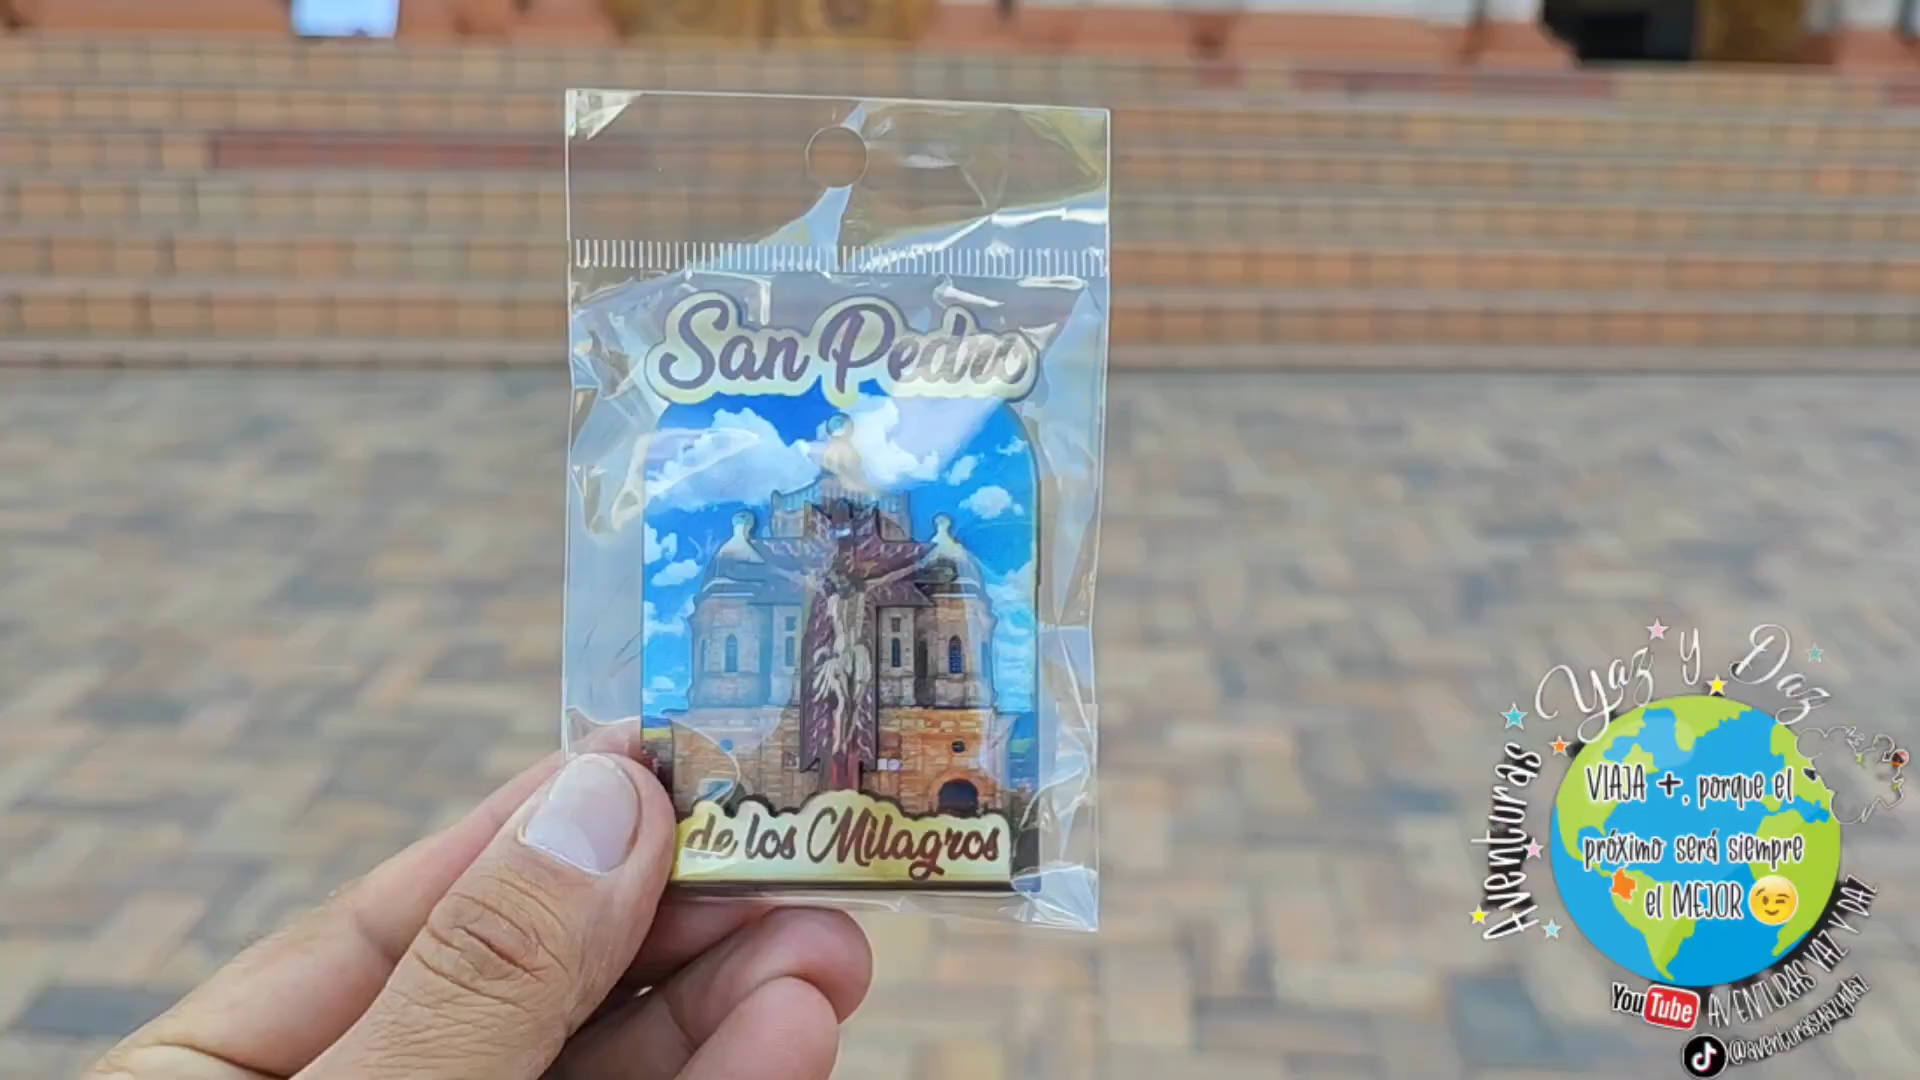 San Pedro
de los Milagros
Aventuras Yaz y Daz
VIAJA +, porque el
próximo será siempre
el MEJOR
YouTube AVENTURAS YAZ Y DAZ
@aventurasyazydaz